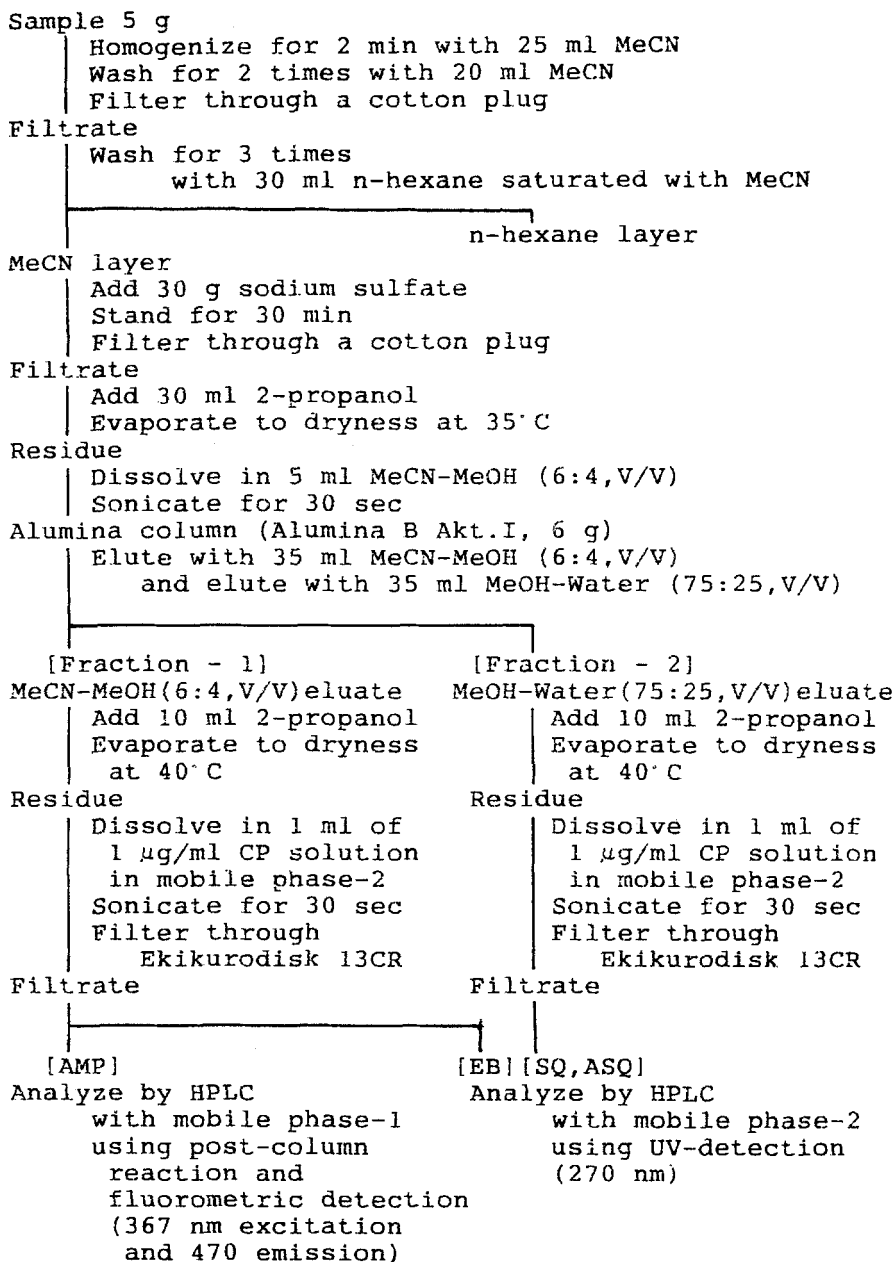 Sample 5 g
Homogenize for 2 min with 25 ml MeCN
Wash for 2 times with 20 ml MeCN
Filter through a cotton plug
Filtrate
Wash for 3 times
with 30 ml n-hexane saturated with MeCN
n-hexane layer
MeCN layer
Add 30 g sodium sulfate
Stand for 30 min
Filter through a cotton plug
Filtrate
Add 30 ml 2-propanol
Evaporate to dryness at 35°C
Residue
Dissolve in 5 ml MeCN-MeOH (6:4,V/V)
Sonicate for 30 sec
Alumina column (Alumina B Akt.I, 6 g)
Elute with 35 ml MeCN-MeOH (6:4,V/V)
and elute with 35 ml MeOH-Water (75:25,V/V)
[Fraction - 1]
MeCN-MeOH(6:4,V/V)eluate
Add 10 ml 2-propanol
Evaporate to dryness
at 40°C
Residue
Dissolve in 1 ml of
1 µg/ml CP solution
in mobile phase-2
Sonicate for 30 sec
Filter through
Ekikurodisk 13CR
Filtrate
[Fraction - 2]
MeOH-Water(75:25,V/V)eluate
Add 10 ml 2-propanol
Evaporate to dryness
at 40°C
Residue
Dissolve in 1 ml of
1 µg/ml CP solution
in mobile phase-2
Sonicate for 30 sec
Filter through
Ekikurodisk 13CR
Filtrate
[AMP]
Analyze by HPLC
with mobile phase-1
using post-column
reaction and
fluorometric detection
(367 nm excitation
and 470 emission)
[EB][SQ,ASQ]
Analyze by HPLC
with mobile phase-2
using UV-detection
(270 nm)